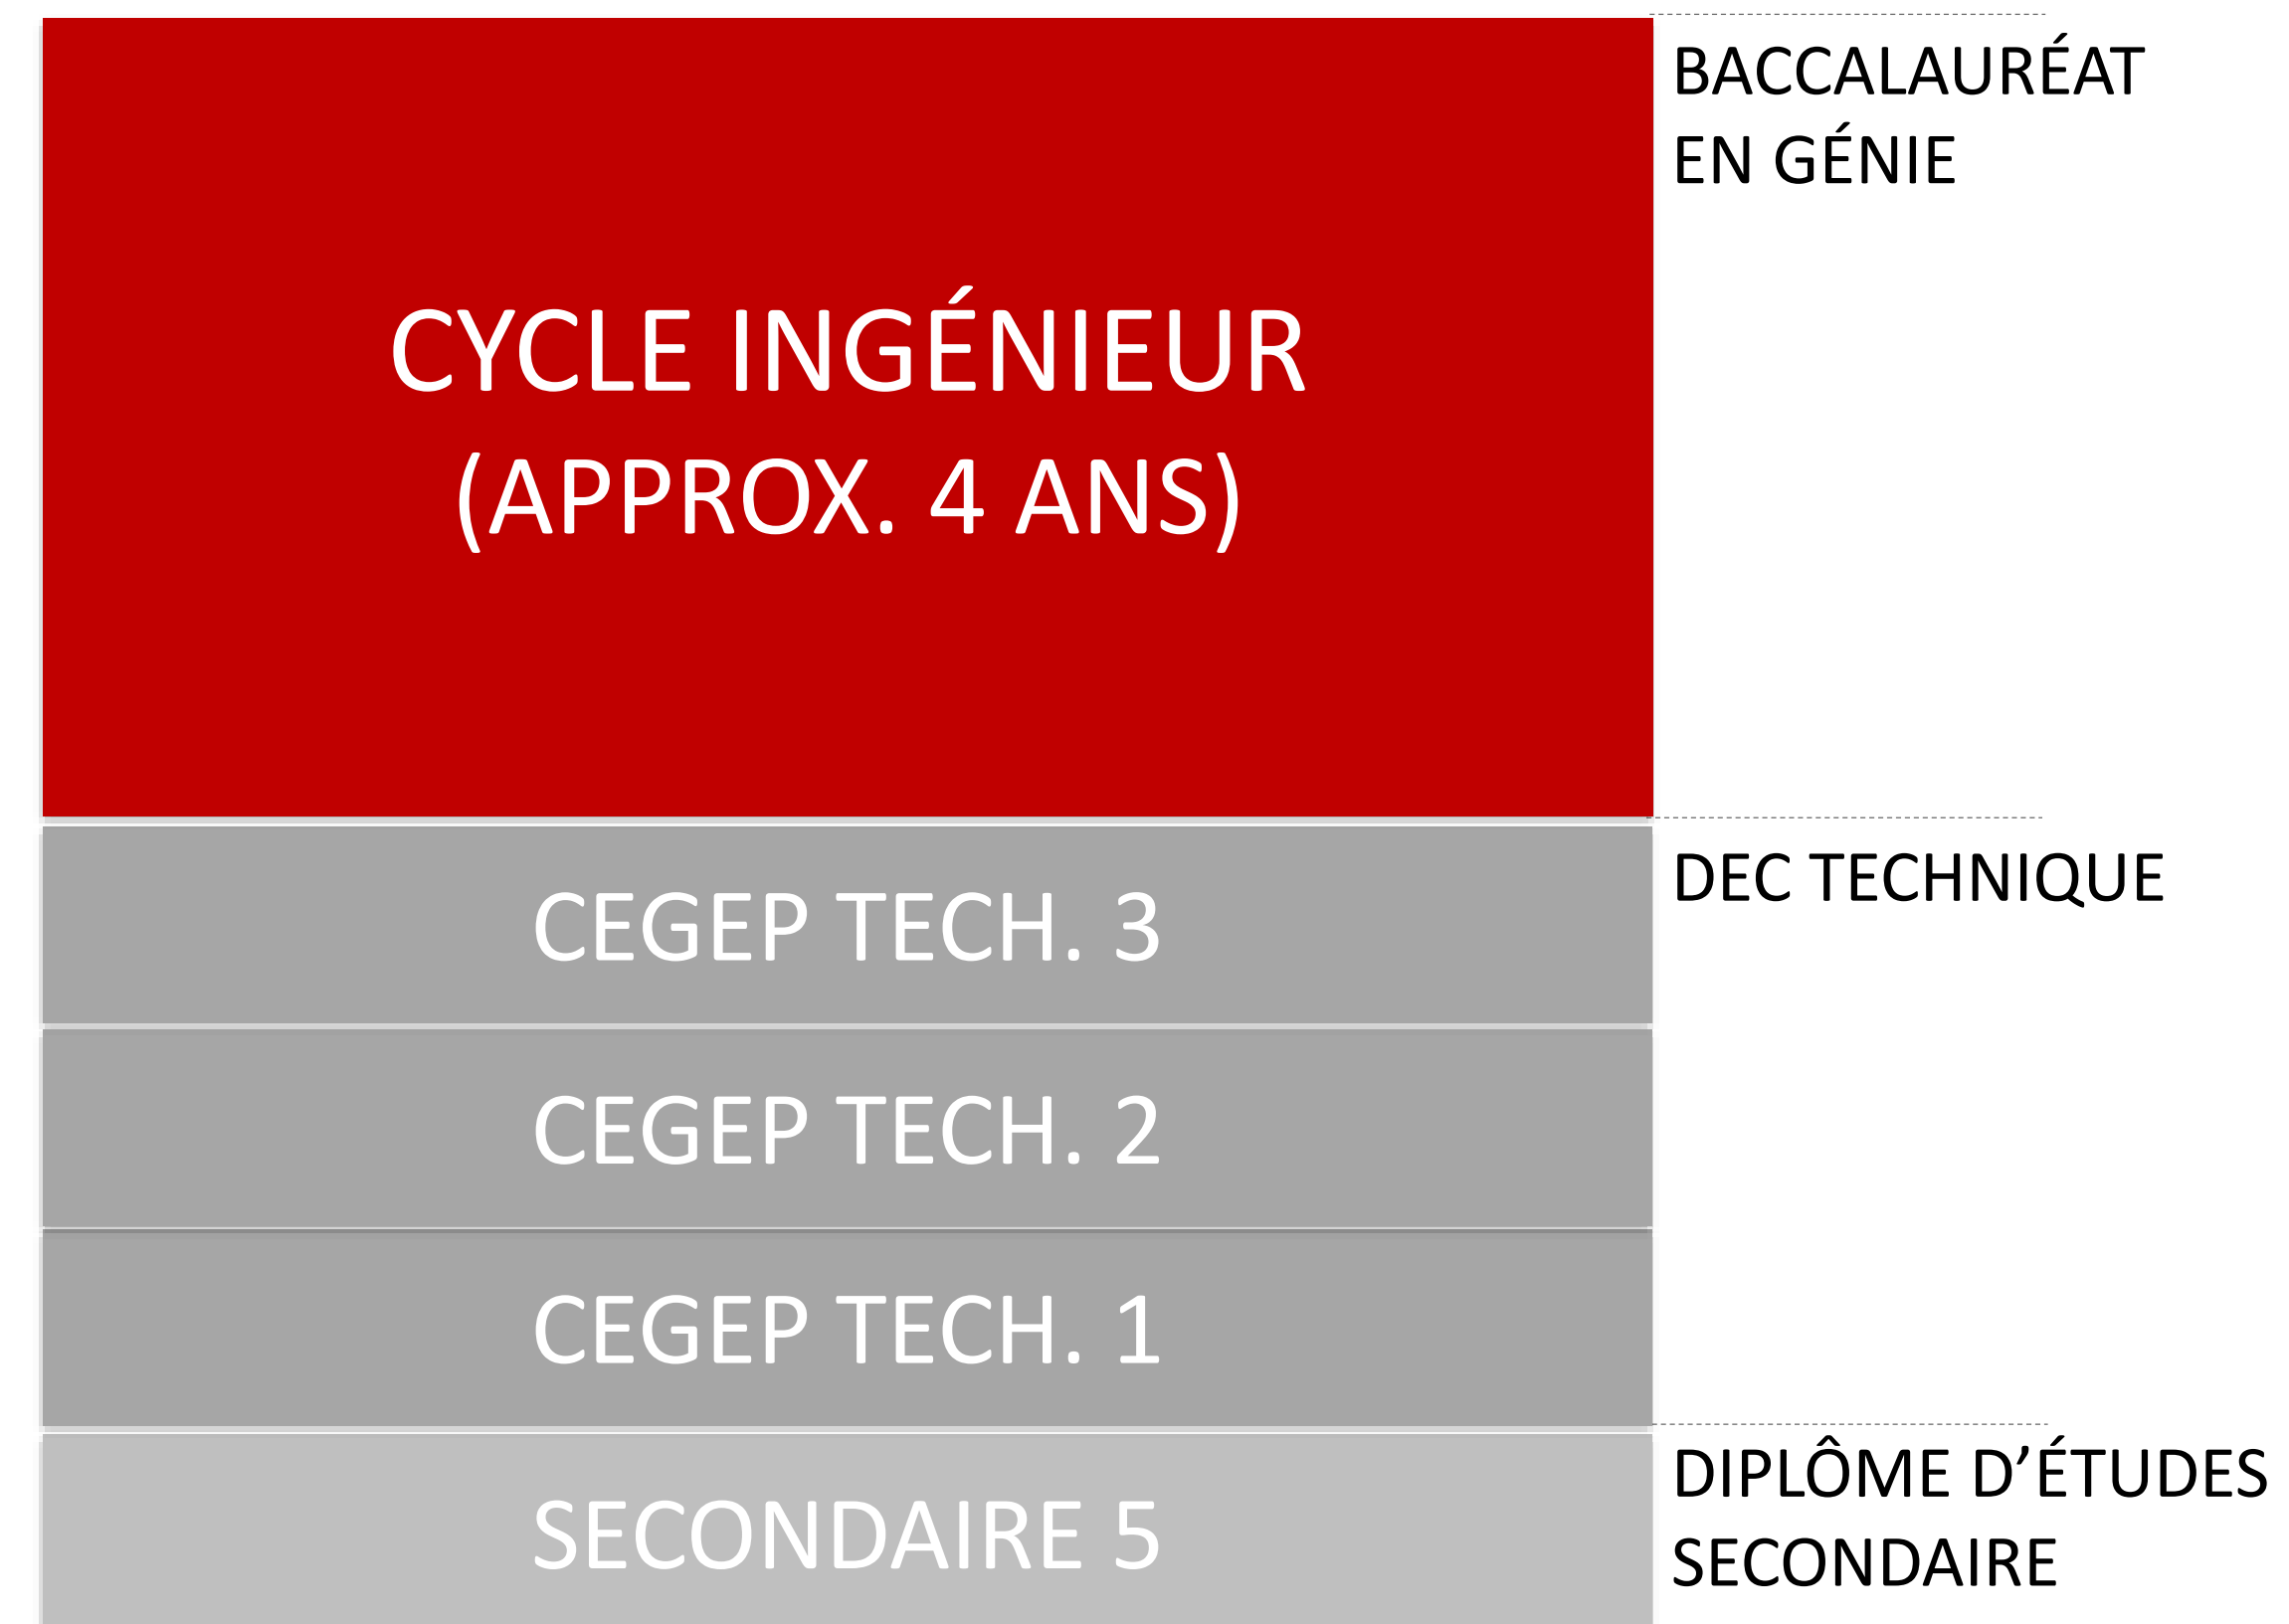 BACCALAURÉAT
EN GÉNIE
CYCLE INGÉNIEUR
(APPROX. 4 ANS)
DEC TECHNIQUE
CEGEP TECH. 3
CEGEP TECH. 2
CEGEP TECH. 1
DIPLÔME D’ÉTUDES
SECONDAIRE
SECONDAIRE 5